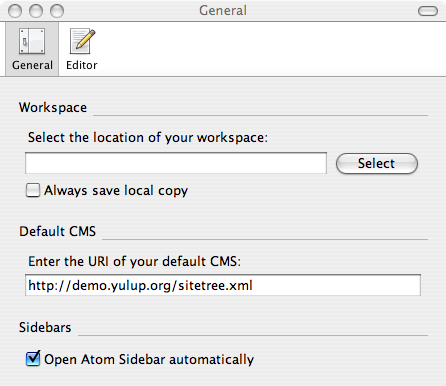 General
General Editor
Workspace
Select the location of your workspace:
Select
Always save local copy
Default CMS
Enter the URI of your default CMS:
http://demo.yulup.org/sitetree.xml
Sidebars
Open Atom Sidebar automatically